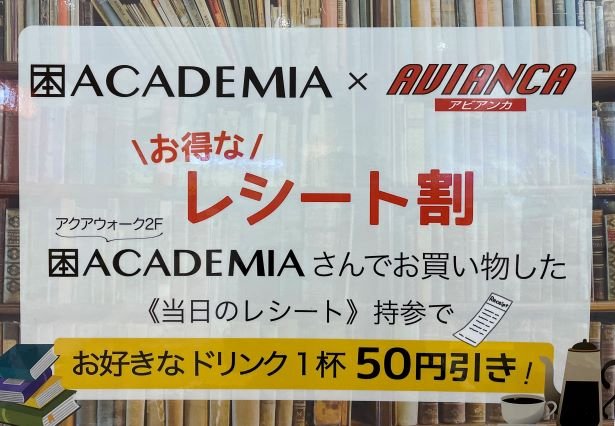 本ACADEMIA × AVIANCA
アビアンカ
\お得な/
レシート割
アクアウォーク2F
本ACADEMIAさんでお買い物した
《当日のレシート》持参で
Receipt
お好きなドリンク1杯 50円引き!